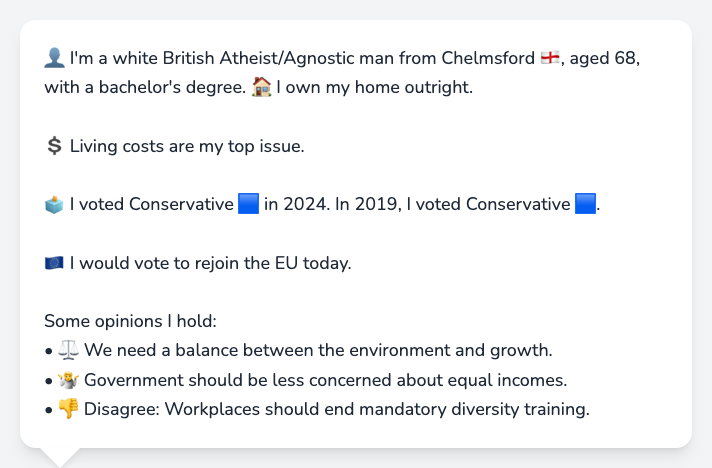 👤 I'm a white British Atheist/Agnostic man from Chelmsford 🏴󠁧󠁢󠁥󠁮󠁧󠁿, aged 68,
with a bachelor's degree. 🏠 I own my home outright.
💲 Living costs are my top issue.
🗳️ I voted Conservative 🟦 in 2024. In 2019, I voted Conservative 🟦.
🇪🇺 I would vote to rejoin the EU today.
Some opinions I hold:
• ⚖️ We need a balance between the environment and growth.
• 🤷 Government should be less concerned about equal incomes.
• 👎 Disagree: Workplaces should end mandatory diversity training.